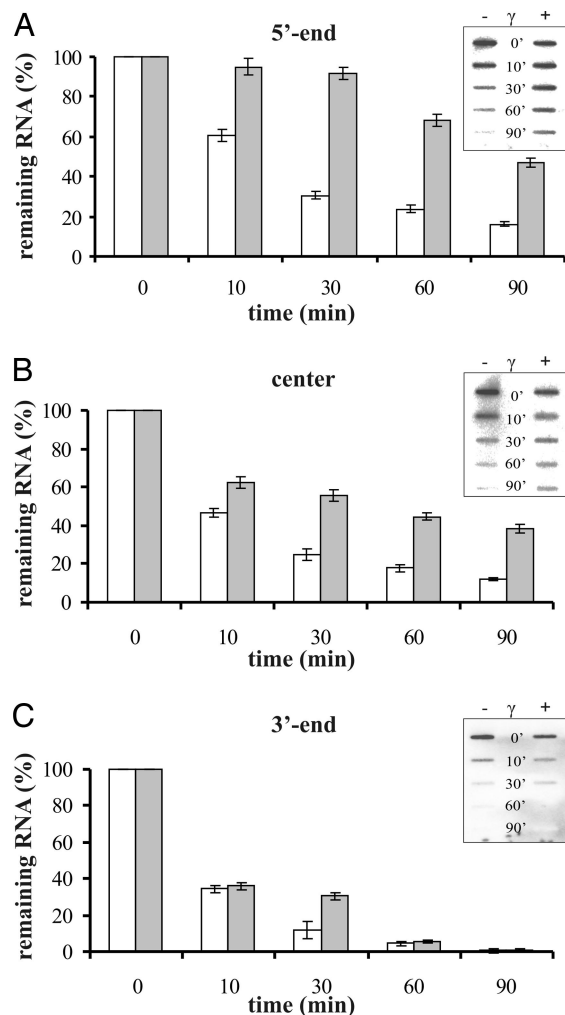 A
5'-end
remaining RNA (%)
100
80
60
40
20
0
0 10 30 60 90
time (min)
- γ +
0'
10'
30'
60'
90'
B
center
remaining RNA (%)
100
80
60
40
20
0
0 10 30 60 90
time (min)
- γ +
0'
10'
30'
60'
90'
C
3'-end
remaining RNA (%)
100
80
60
40
20
0
0 10 30 60 90
time (min)
- γ +
0'
10'
30'
60'
90'